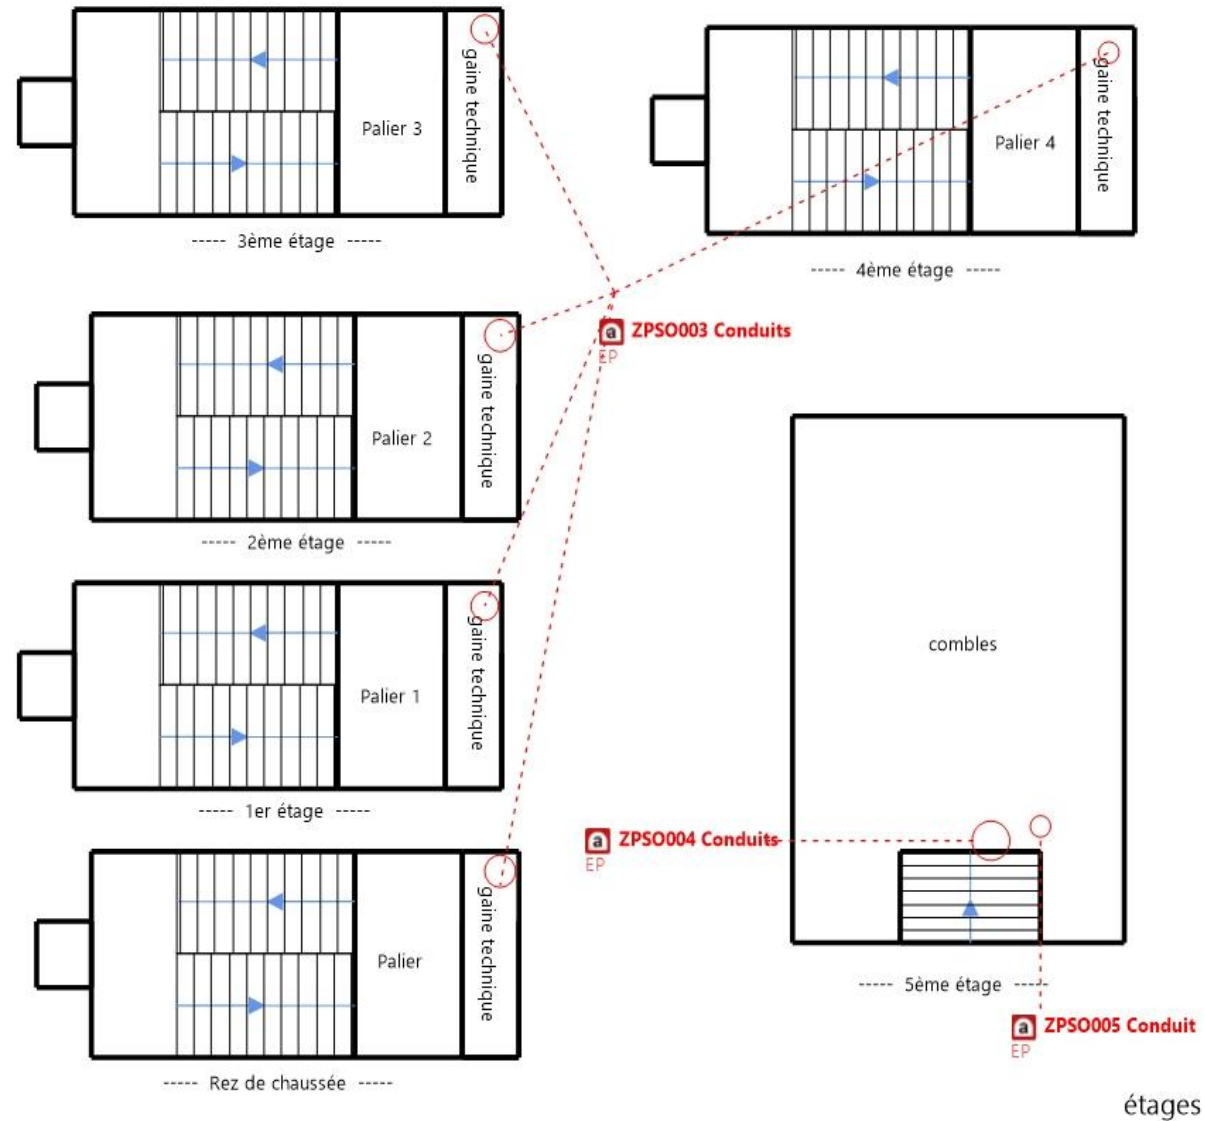 Palier 3
gaine technique
----- 3ème étage -----
Palier 4
gaine technique
----- 4ème étage -----
a ZPSO003 Conduits
EP
Palier 2
gaine technique
----- 2ème étage -----
Palier 1
gaine technique
----- 1er étage -----
combles
a ZPSO004 Conduits
EP
Palier
gaine technique
----- Rez de chaussée -----
----- 5ème étage -----
a ZPSO005 Conduit
EP
étages